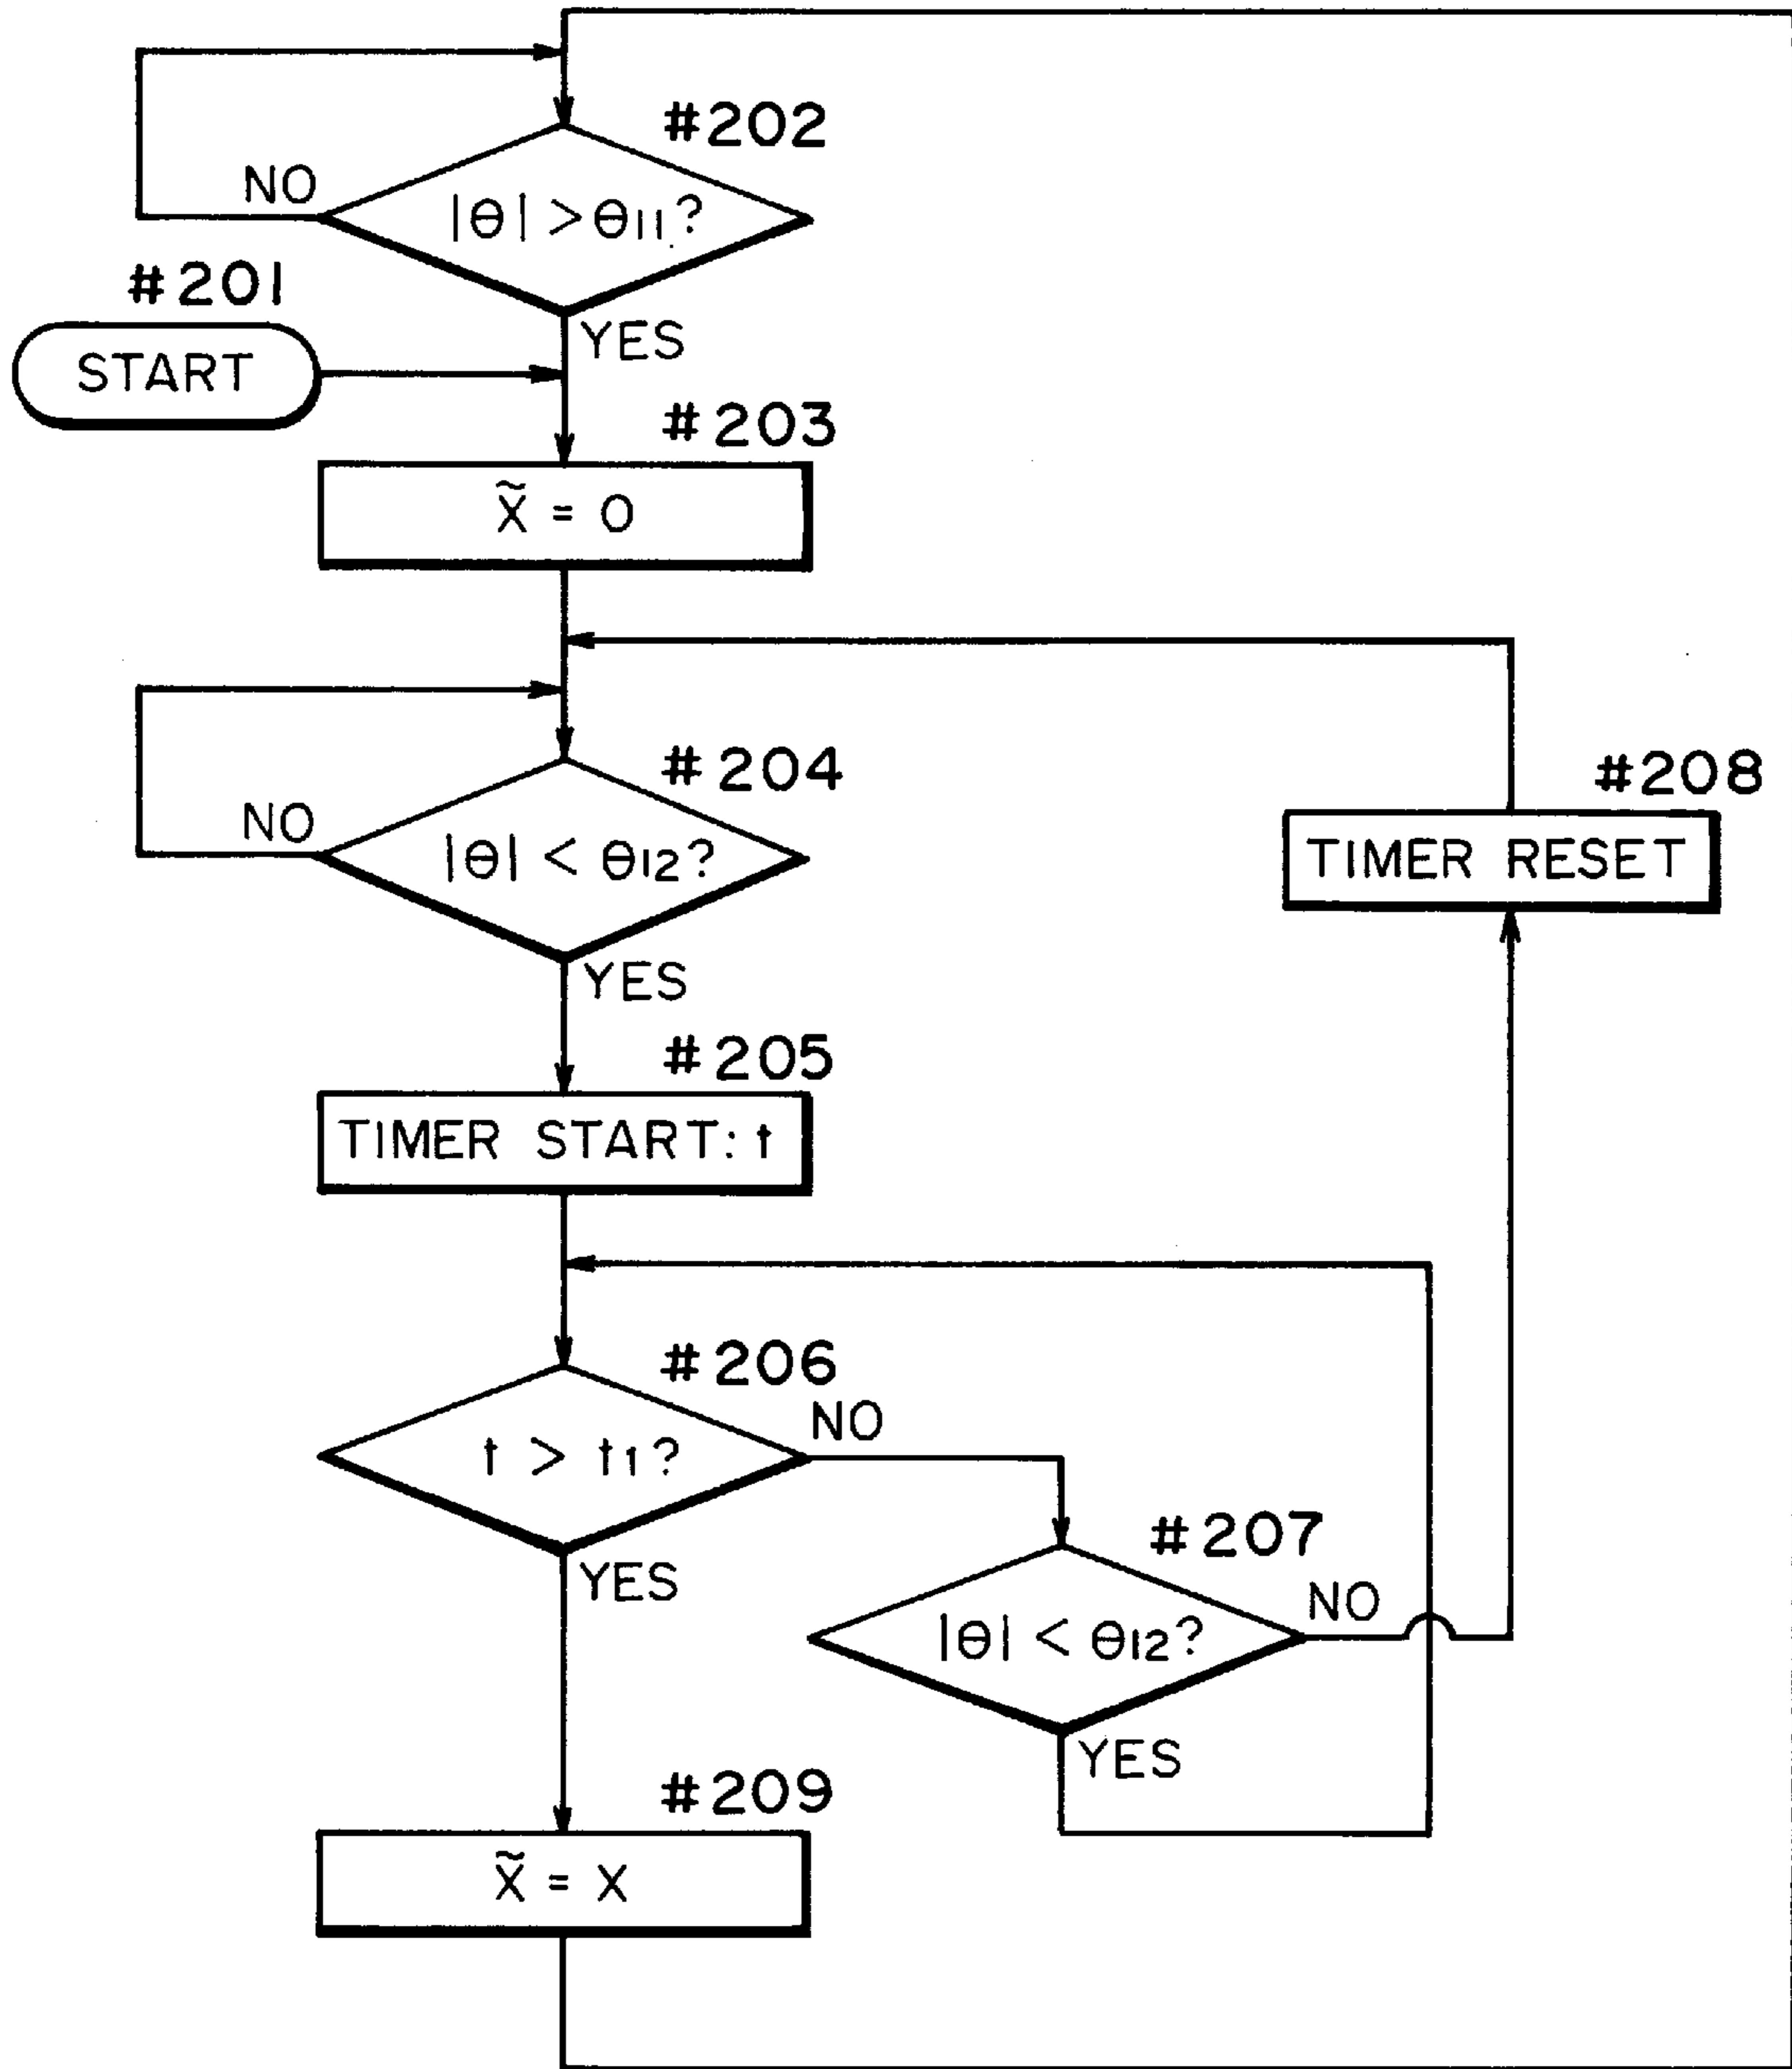 #202
NO
|θ| > θ11?
#201
YES
START
#203
X̃ = 0
#204
#208
NO
|θ| < θ12?
TIMER RESET
YES
#205
TIMER START: t
#206
NO
t > t1?
#207
YES
NO
|θ| < θ12?
YES
#209
X̃ = X